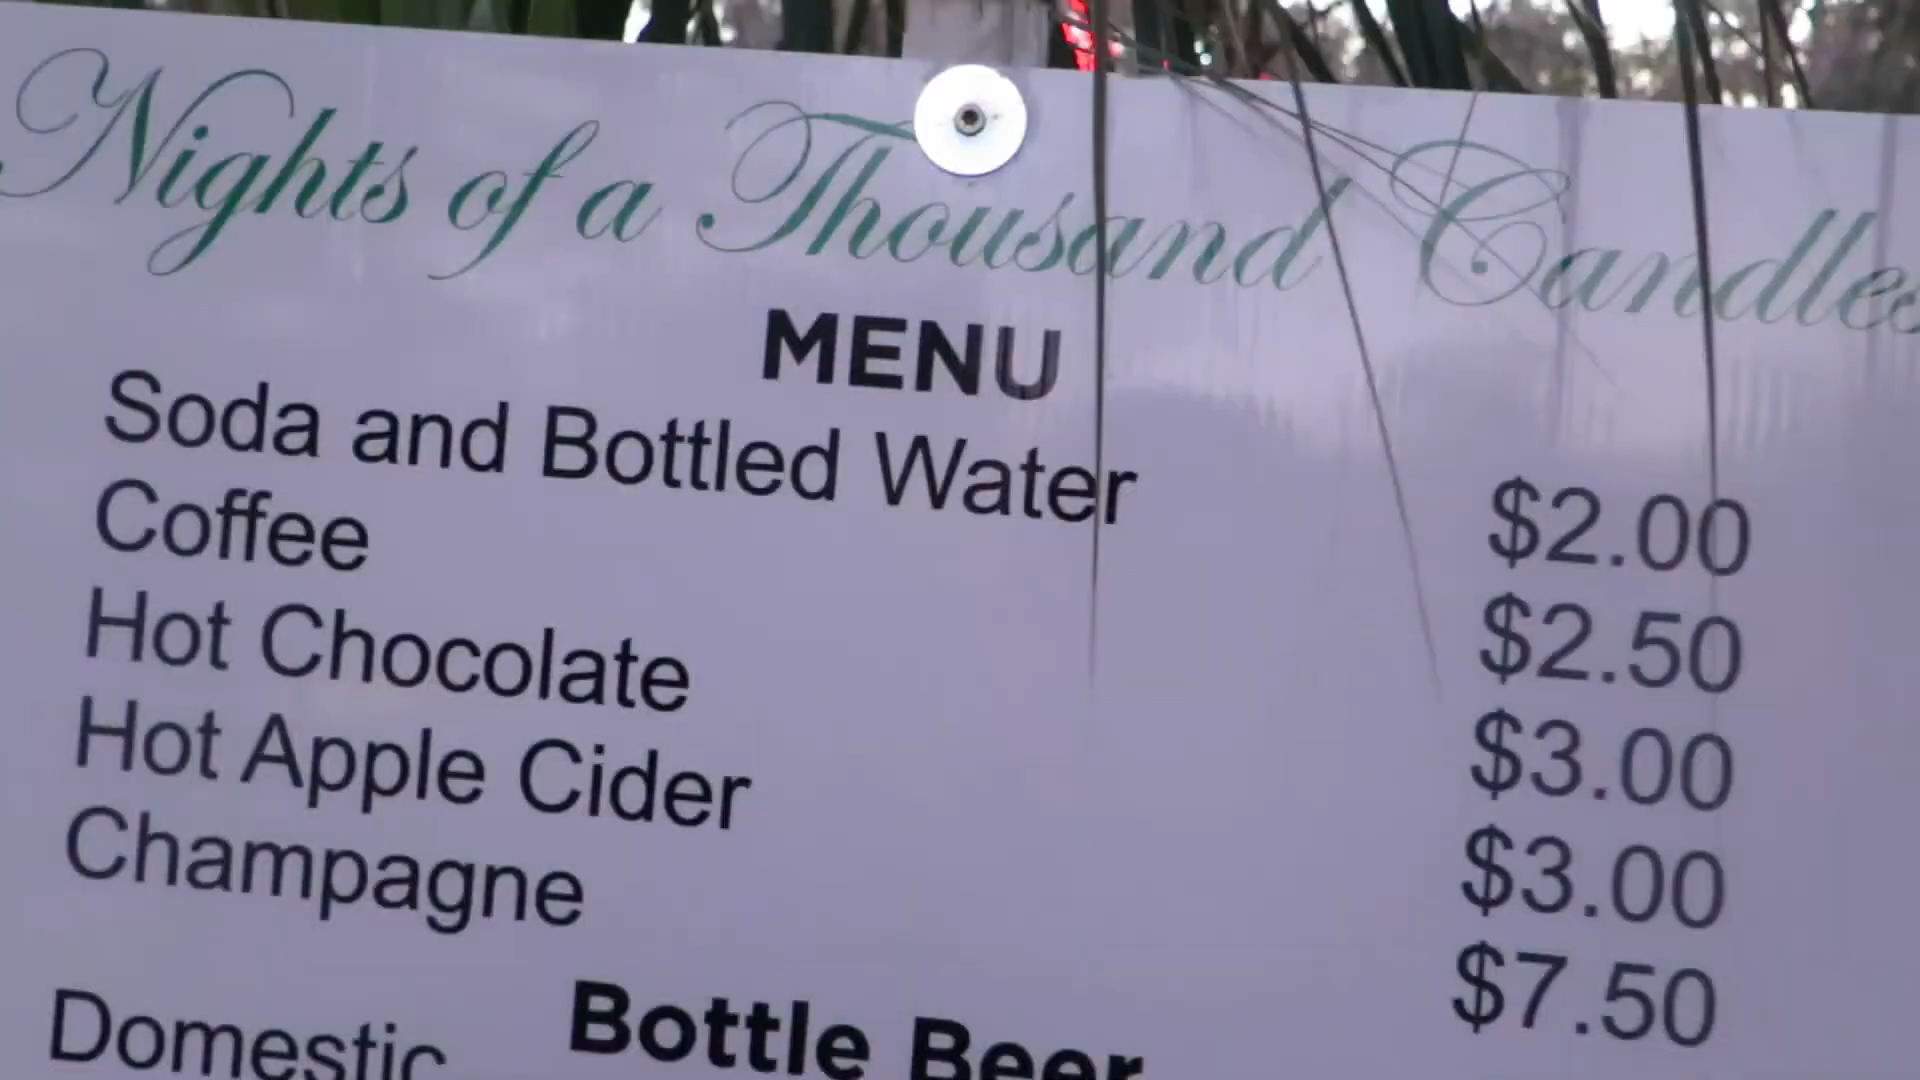 Nights of a Thousand Candles
MENU
Soda and Bottled Water $2.00
Coffee $2.50
Hot Chocolate $3.00
Hot Apple Cider $3.00
Champagne $7.50
Bottle Beer
Domestic